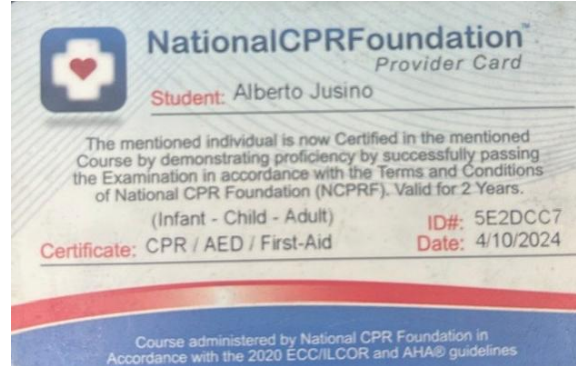 NationalCPRFoundation™
Provider Card
Student: Alberto Jusino
The mentioned individual is now Certified in the mentioned
Course by demonstrating proficiency by successfully passing
the Examination in accordance with the Terms and Conditions
of National CPR Foundation (NCPRF). Valid for 2 Years.
(Infant - Child - Adult)
ID#: 5E2DCC7
Certificate: CPR / AED / First-Aid
Date: 4/10/2024
Course administered by National CPR Foundation in
Accordance with the 2020 ECC/ILCOR and AHA® guidelines